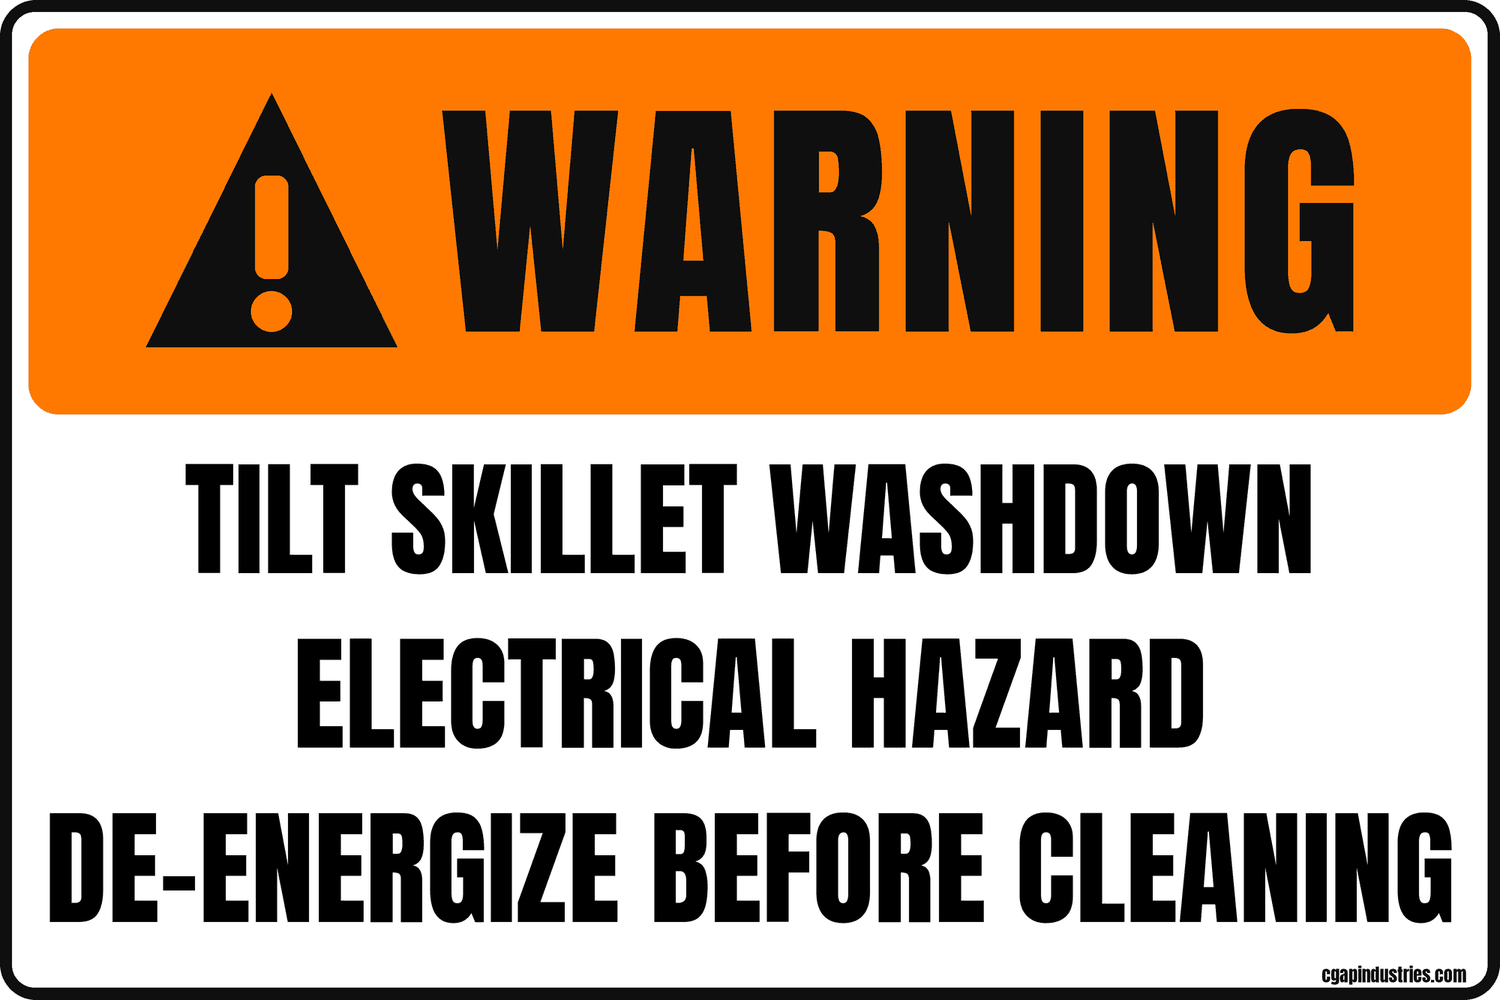 WARNING
TILT SKILLET WASHDOWN
ELECTRICAL HAZARD
DE-ENERGIZE BEFORE CLEANING
cgapindustries.com